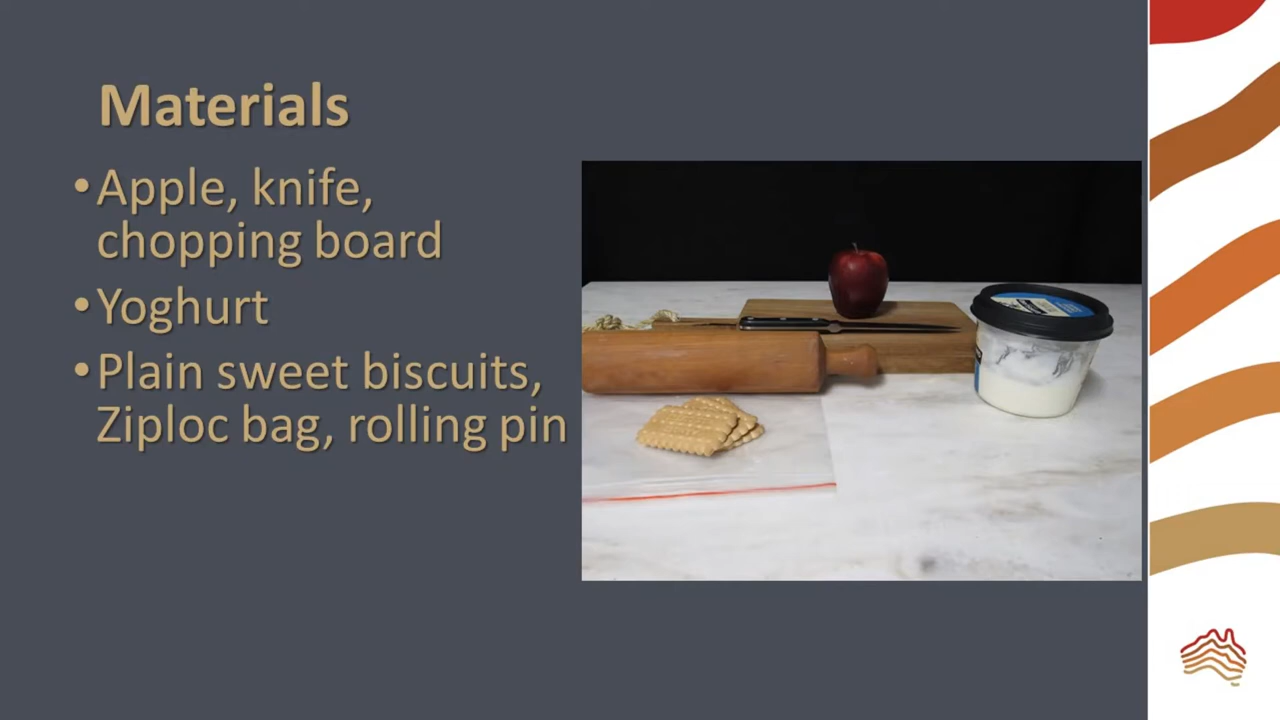 Materials
•Apple, knife,
chopping board
•Yoghurt
•Plain sweet biscuits,
Ziploc bag, rolling pin